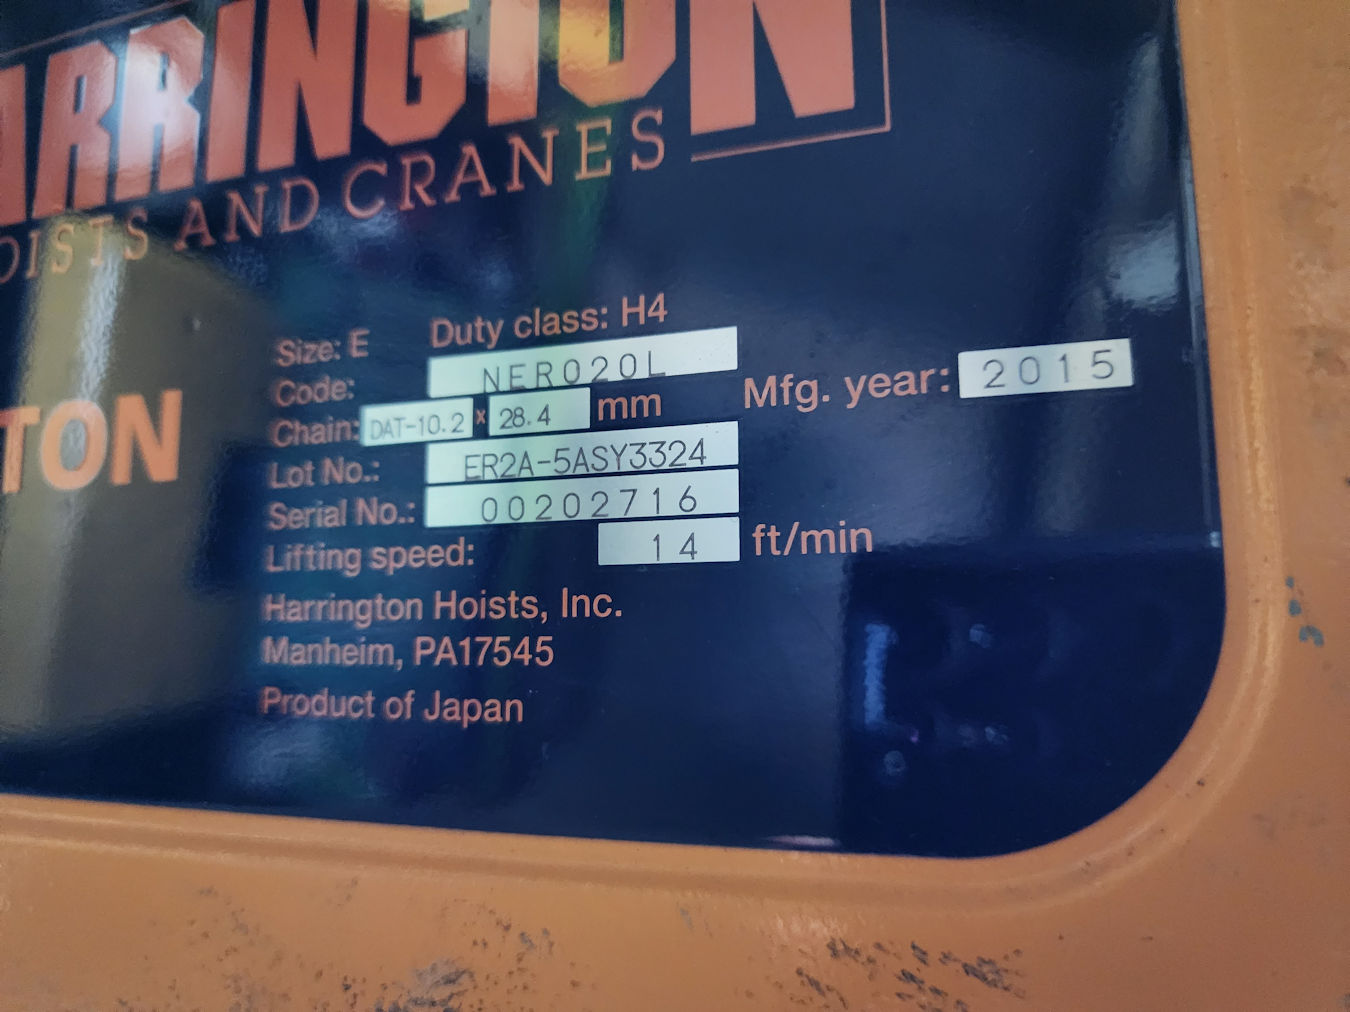 ARRINGTON
OISTS AND CRANES
TON
Size: E Duty class: H4
Code: NER020L
Chain: DAT-10.2 x 28.4 mm Mfg. year: 2015
Lot No.: ER2A-5ASY3324
Serial No.: 00202716
Lifting speed: 14 ft/min
Harrington Hoists, Inc.
Manheim, PA17545
Product of Japan